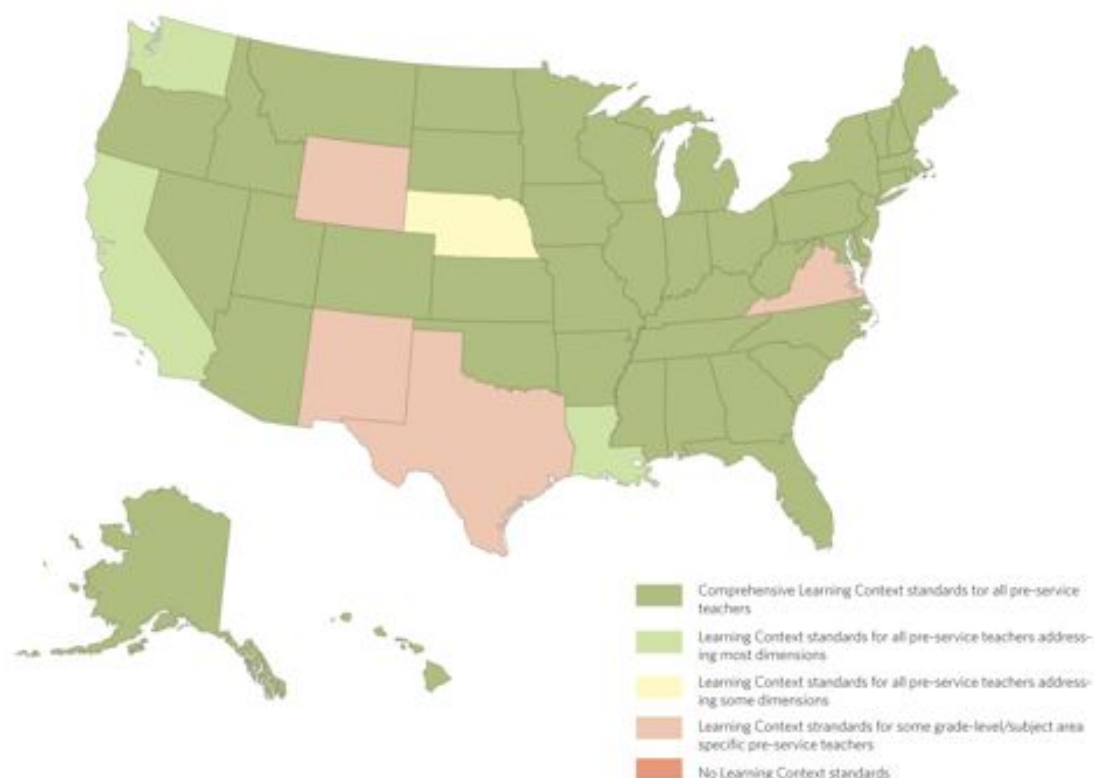 Comprehensive Learning Context standards tor all pre-service
teachers
Learning Context standards for all pre-service teachers address-
ing most dimensions
Learning Context standards for all pre-service teachers address-
ing some dimensions
Learning Context strandards for some grade-level/subject area
specific pre-service teachers
No Learning Context standards